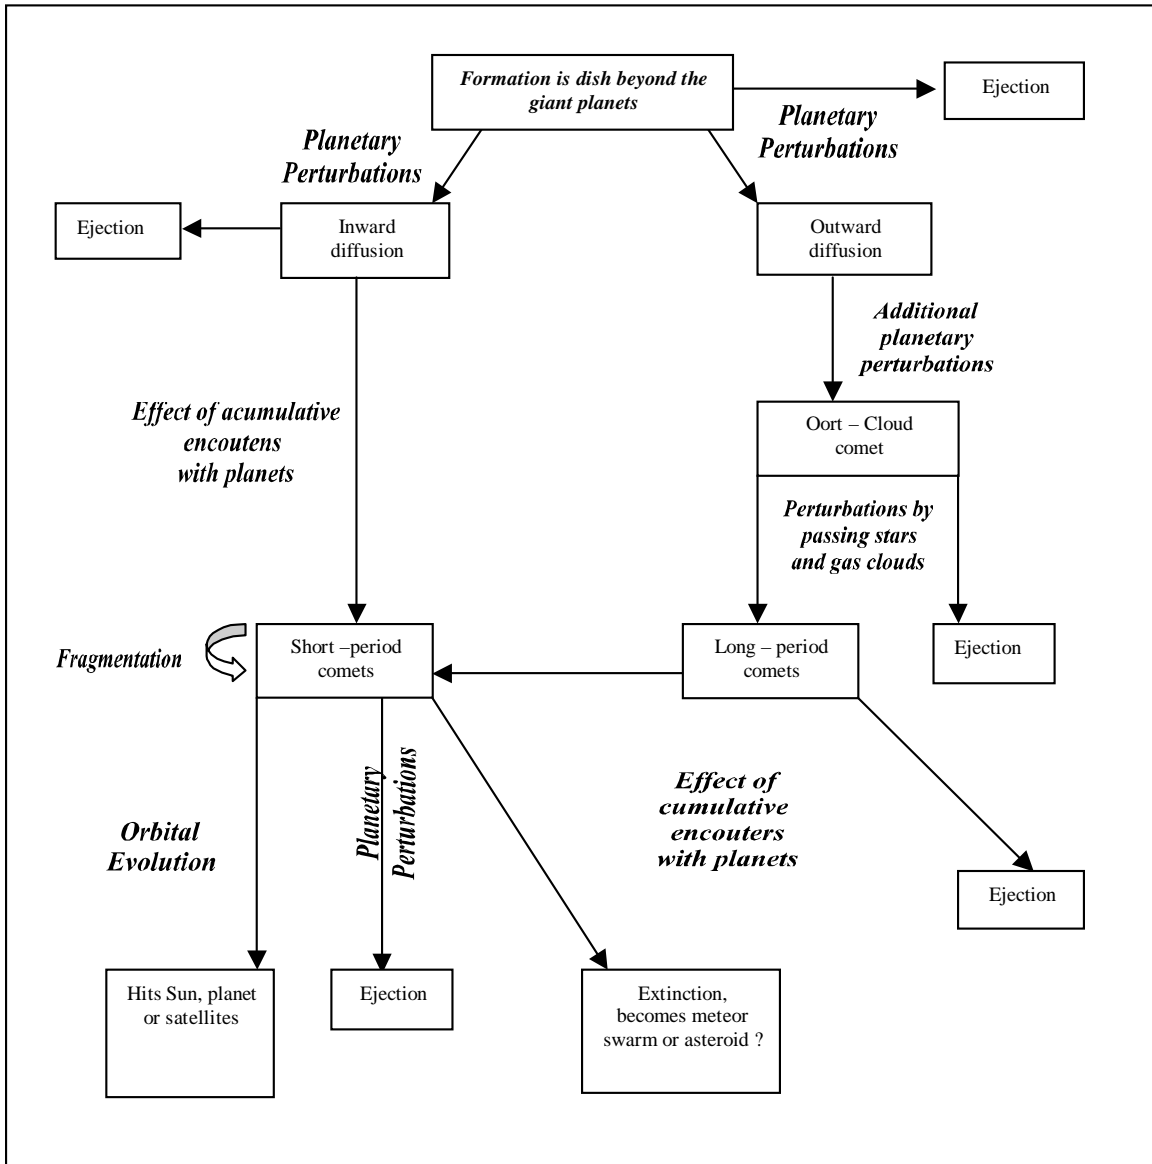 Formation is dish beyond the
giant planets
Ejection
Planetary
Perturbations
Planetary
Perturbations
Ejection
Inward
diffusion
Outward
diffusion
Additional
planetary
perturbations
Effect of acumulative
encoutens
with planets
Oort – Cloud
comet
Perturbations by
passing stars
and gas clouds
Fragmentation
Short –period
comets
Long – period
comets
Ejection
Orbital
Evolution
Planetary
Perturbations
Effect of
cumulative
encouters
with planets
Ejection
Hits Sun, planet
or satellites
Ejection
Extinction,
becomes meteor
swarm or asteroid ?